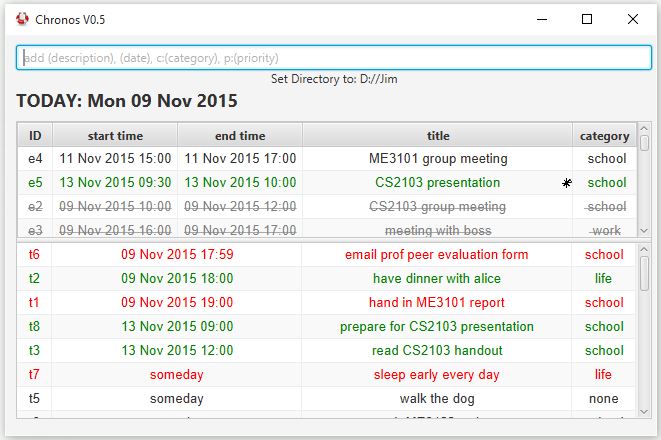 Chronos V0.5
add (description), (date), c:(category), p:(priority)
Set Directory to: D://Jim
TODAY: Mon 09 Nov 2015
ID start time end time title category
e4 11 Nov 2015 15:00 11 Nov 2015 17:00 ME3101 group meeting school
e5 13 Nov 2015 09:30 13 Nov 2015 10:00 CS2103 presentation * school
e2 09 Nov 2015 10:00 09 Nov 2015 12:00 CS2103 group meeting school
e3 09 Nov 2015 16:00 09 Nov 2015 17:00 meeting with boss work
t6 09 Nov 2015 17:59 email prof peer evaluation form school
t2 09 Nov 2015 18:00 have dinner with alice life
t1 09 Nov 2015 19:00 hand in ME3101 report school
t8 13 Nov 2015 09:00 prepare for CS2103 presentation school
t3 13 Nov 2015 12:00 read CS2103 handout school
t7 someday sleep early every day life
t5 someday walk the dog none